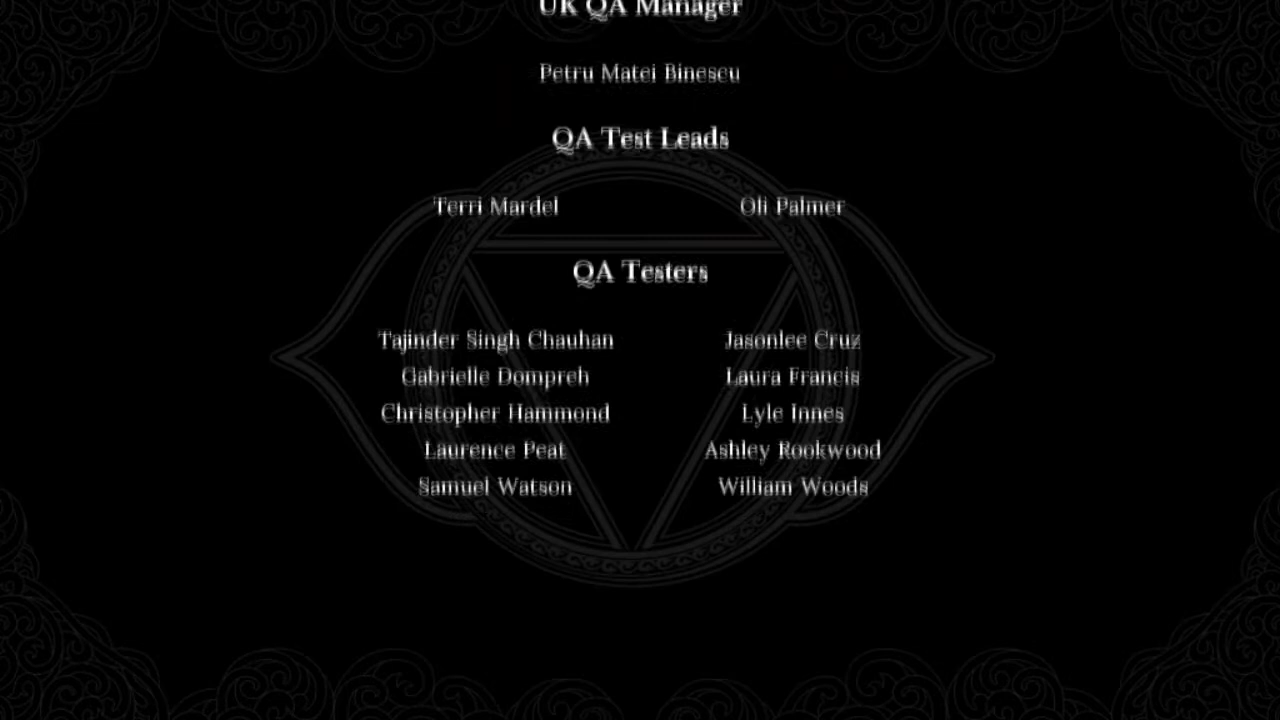 UK QA Manager
Petru Matei Binescu
QA Test Leads
Terri Mardel Oli Palmer
QA Testers
Tajinder Singh Chauhan Jasonlee Cruz
Gabrielle Dompreh Laura Francis
Christopher Hammond Lyle Innes
Laurence Peat Ashley Rookwood
Samuel Watson William Woods